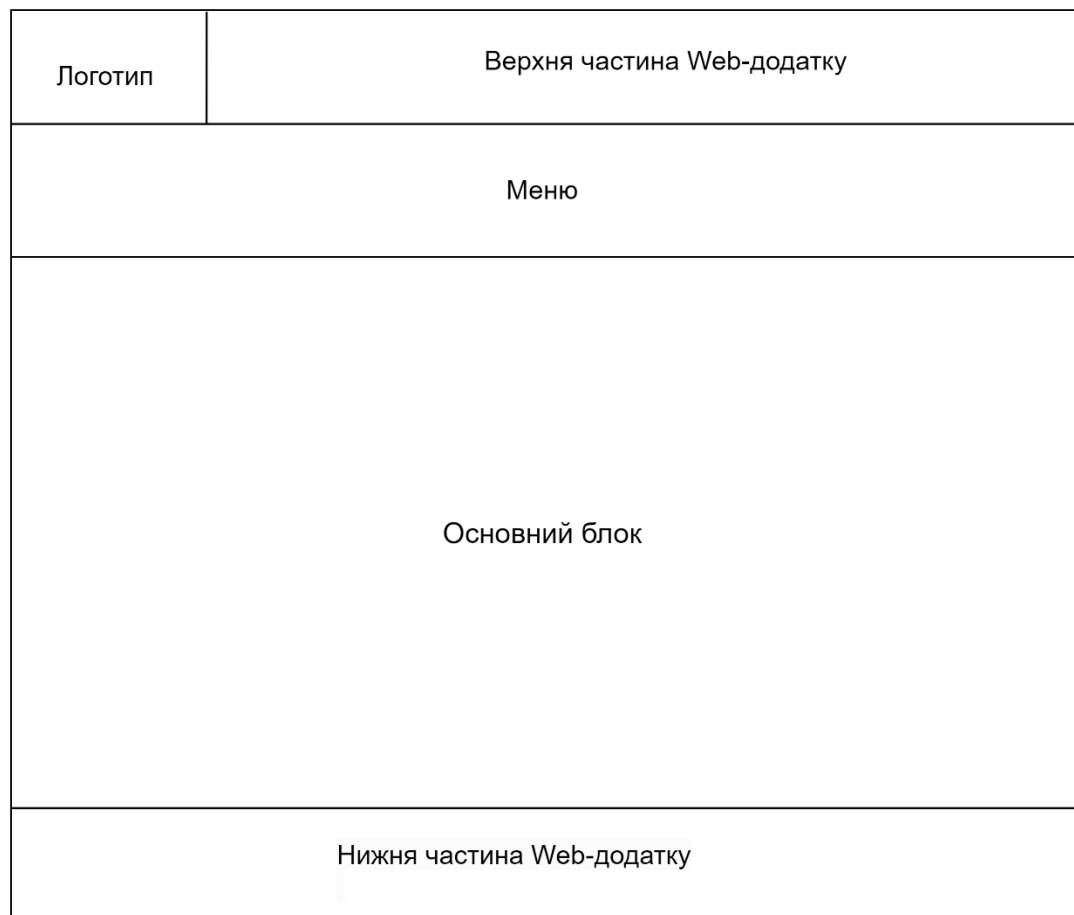 Логотип
Верхня частина Web-додатку
Меню
Основний блок
Нижня частина Web-додатку